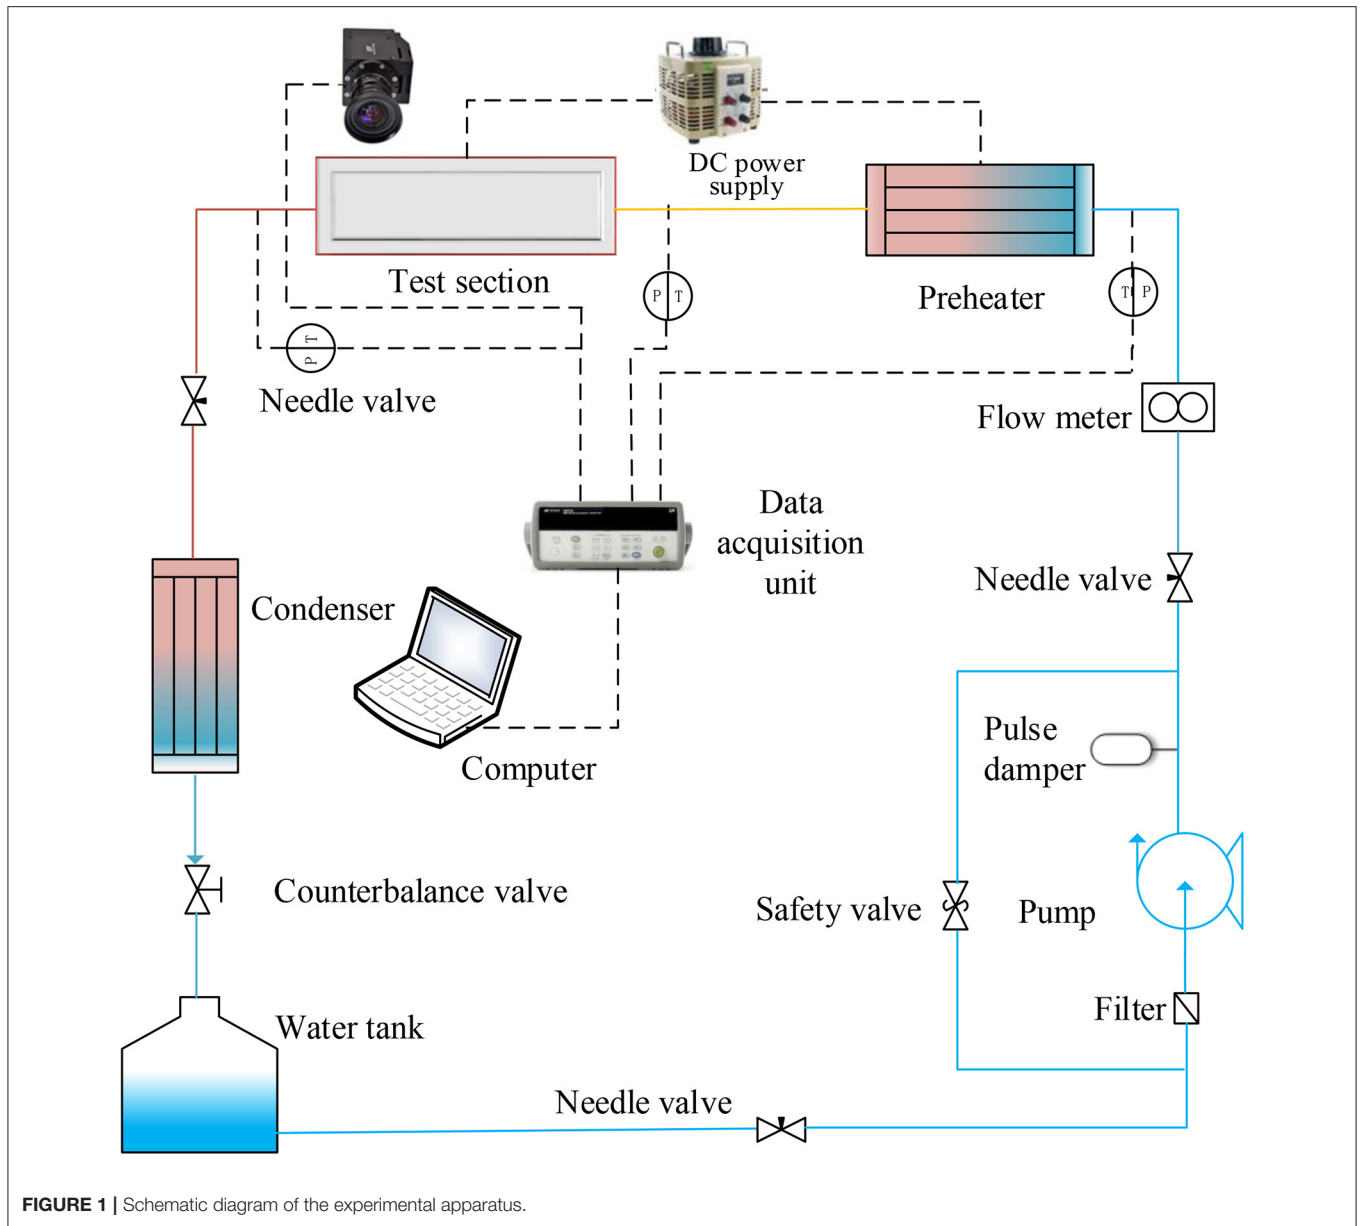 DC power
supply
Test section
P T
Preheater
T P
P T
Needle valve
Flow meter
Data
acquisition
unit
Needle valve
Condenser
Computer
Pulse
damper
Counterbalance valve
Safety valve
Pump
Filter
Water tank
Needle valve
FIGURE 1 | Schematic diagram of the experimental apparatus.